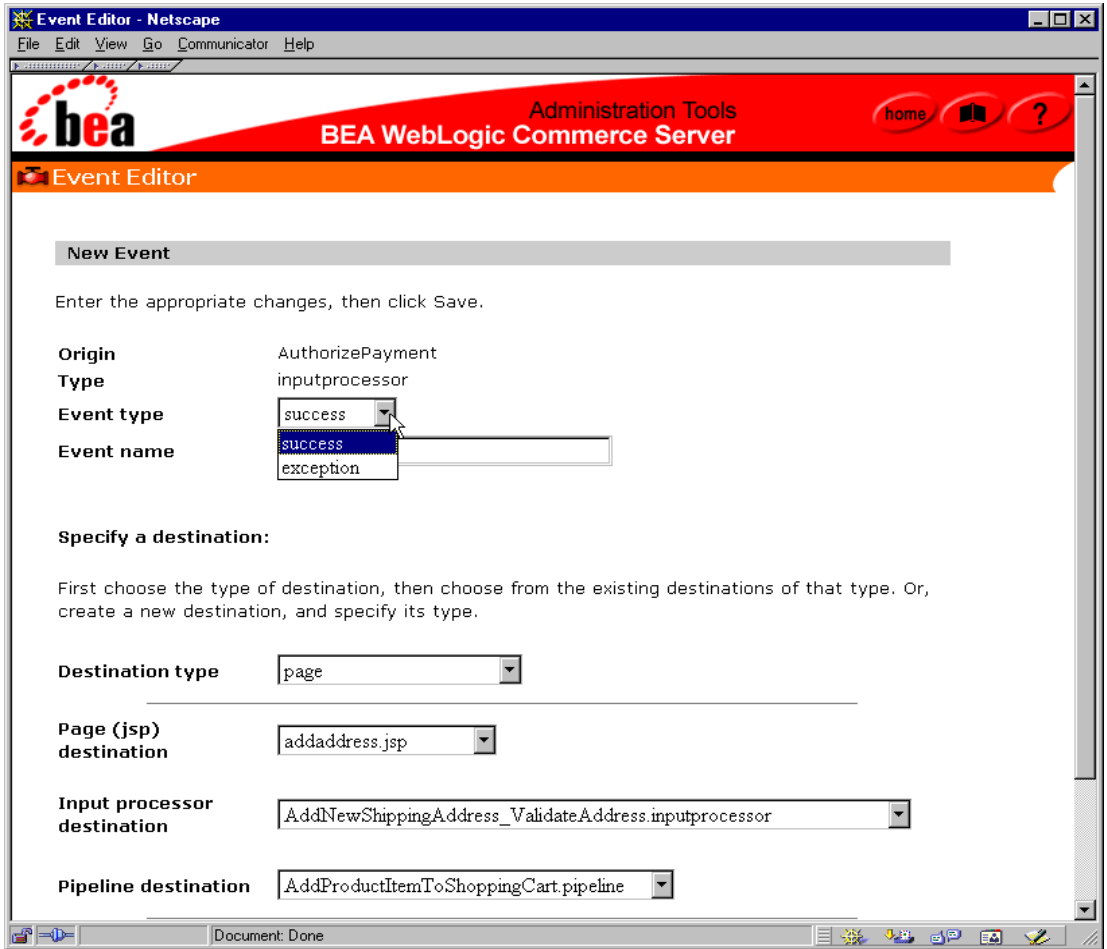 Event Editor - Netscape
File Edit View Go Communicator Help
bea
Administration Tools
BEA WebLogic Commerce Server
home
?
Event Editor
New Event
Enter the appropriate changes, then click Save.
Origin AuthorizePayment
Type inputprocessor
Event type success
success
Event name
exception
Specify a destination:
First choose the type of destination, then choose from the existing destinations of that type. Or,
create a new destination, and specify its type.
Destination type page
Page (jsp)
destination
addaddress.jsp
Input processor
destination
AddNewShippingAddress_ValidateAddress.inputprocessor
Pipeline destination AddProductItemToShoppingCart.pipeline
Document: Done